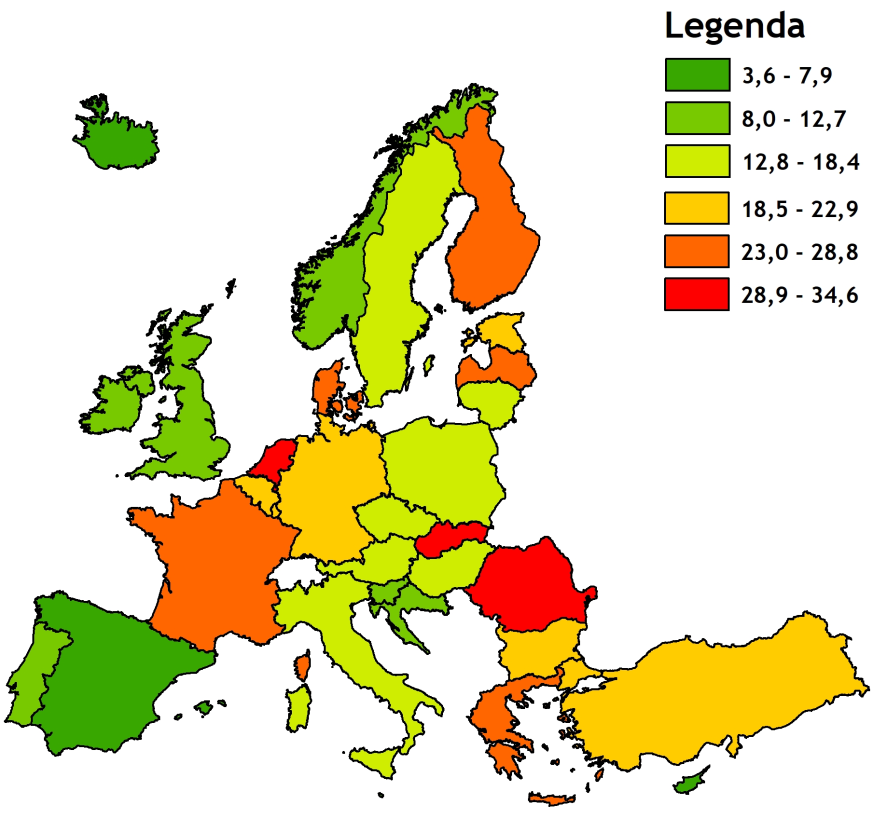 Legenda
3,6 - 7,9
8,0 - 12,7
12,8 - 18,4
18,5 - 22,9
23,0 - 28,8
28,9 - 34,6